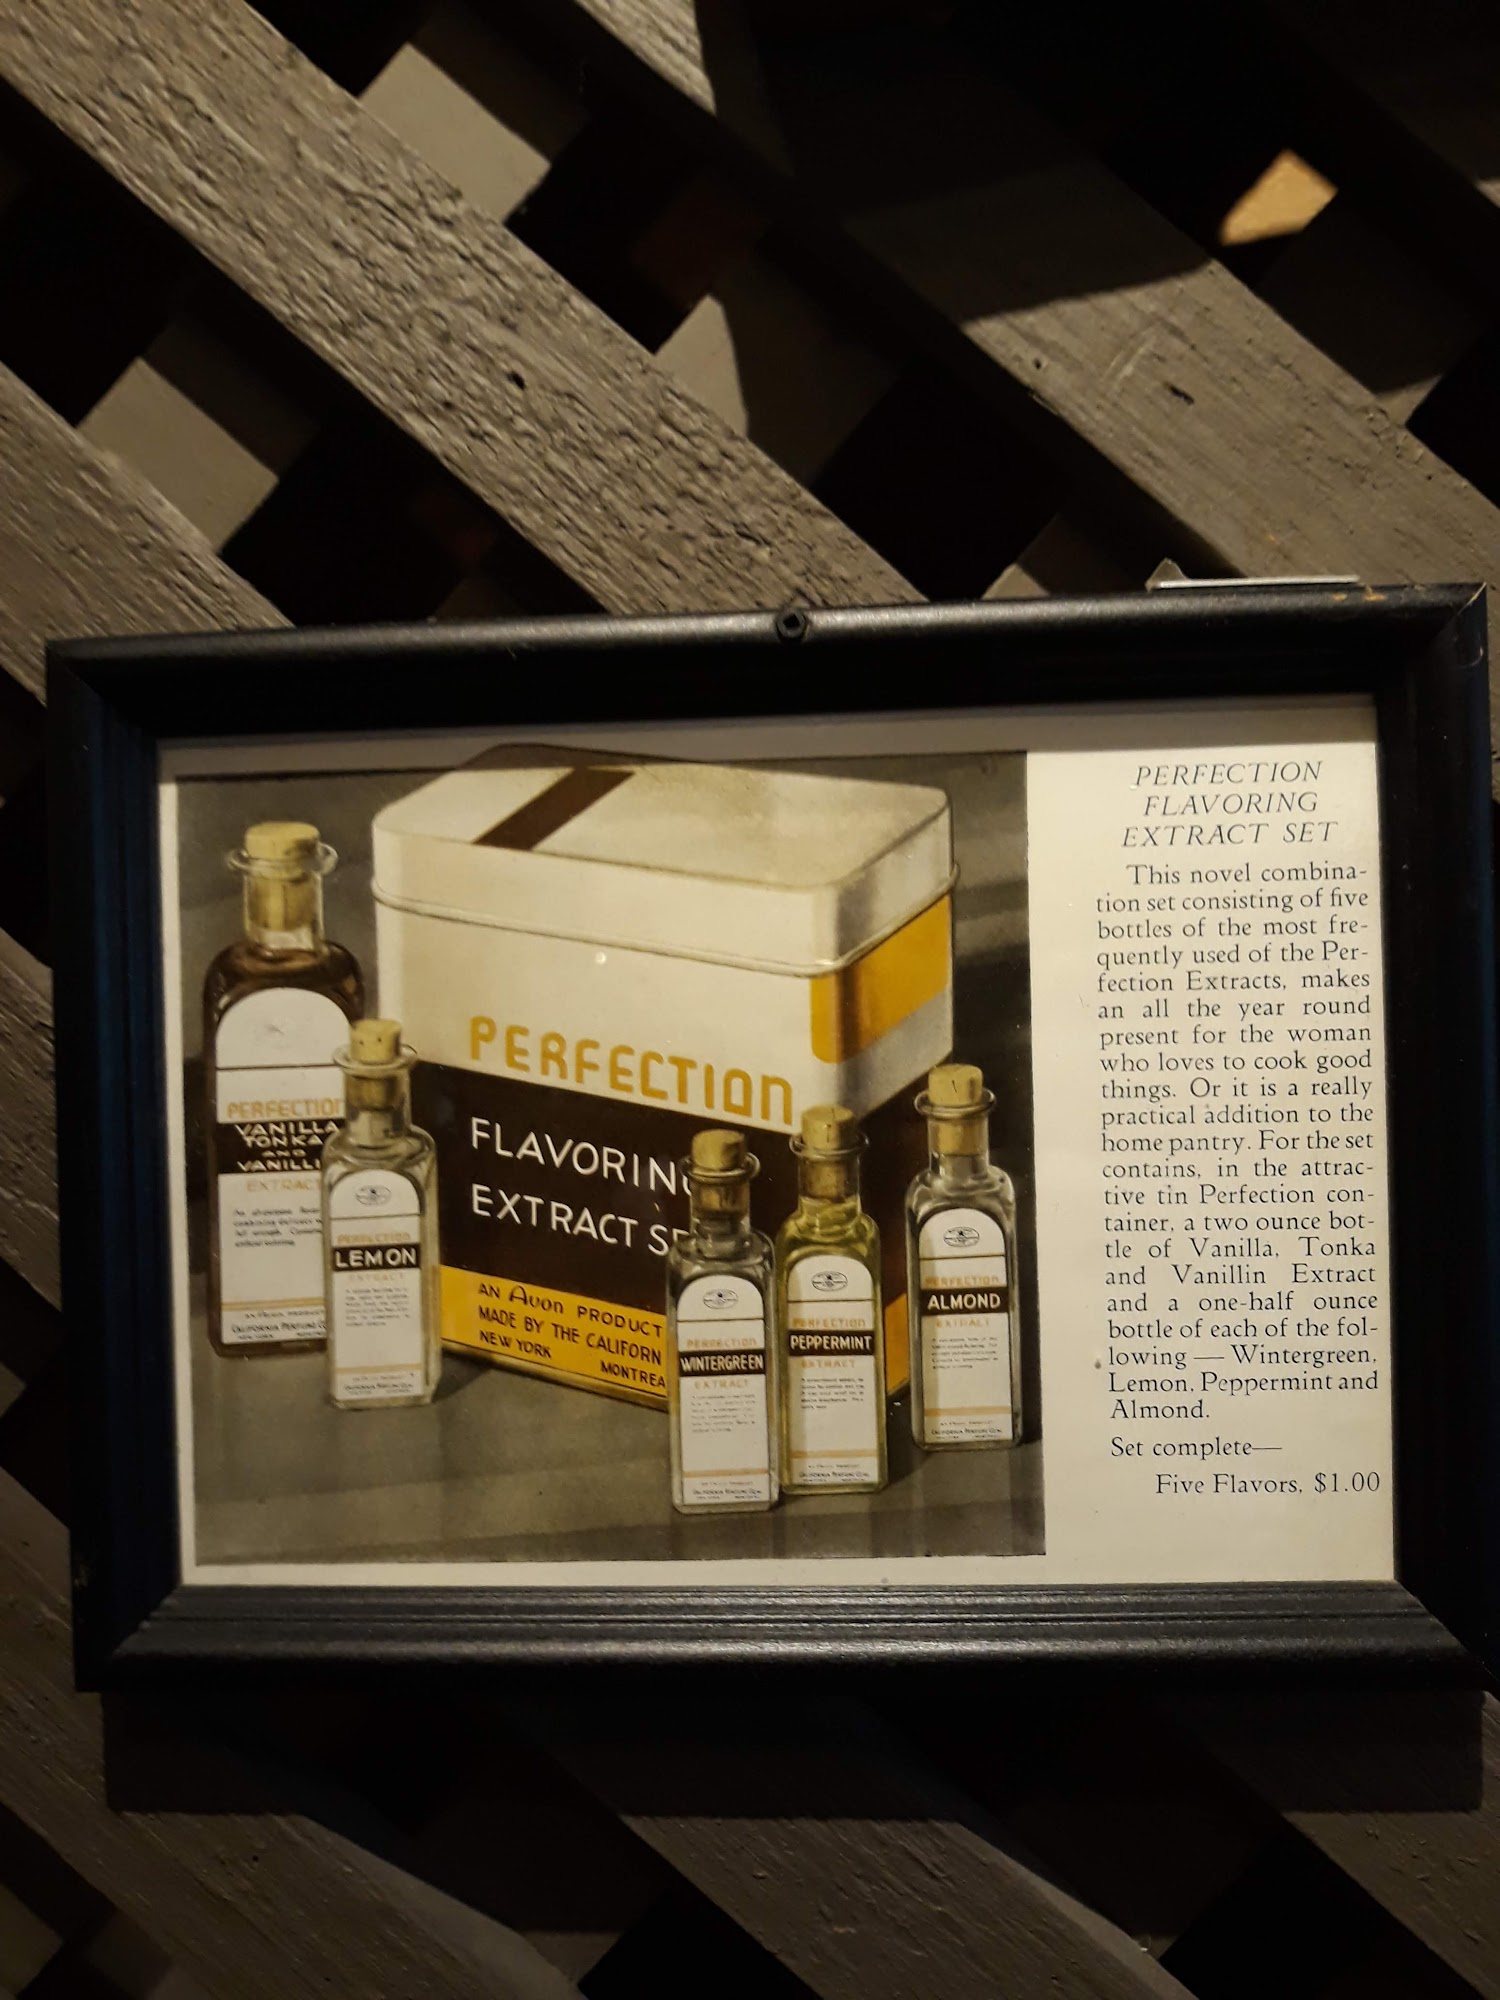 PERFECTION
VANILLA
TONKA
AND
VANILLI
EXTRACT
PERFECTION
LEMON
EXTRACT
PERFECTION
FLAVORING
EXTRACT SE
AN Avon PRODUCT
MADE BY THE CALIFORN
NEW YORK MONTREA
PERFECTION
WINTERGREEN
EXTRACT
PERFECTION
PEPPERMINT
EXTRACT
PERFECTION
ALMOND
EXTRACT
PERFECTION
FLAVORING
EXTRACT SET
This novel combina-
tion set consisting of five
bottles of the most fre-
quently used of the Per-
fection Extracts, makes
an all the year round
present for the woman
who loves to cook good
things. Or it is a really
practical addition to the
home pantry. For the set
contains, in the attrac-
tive tin Perfection con-
tainer, a two ounce bot-
tle of Vanilla, Tonka
and Vanillin Extract
and a one-half ounce
bottle of each of the fol-
lowing — Wintergreen,
Lemon, Peppermint and
Almond.
Set complete—
Five Flavors, $1.00